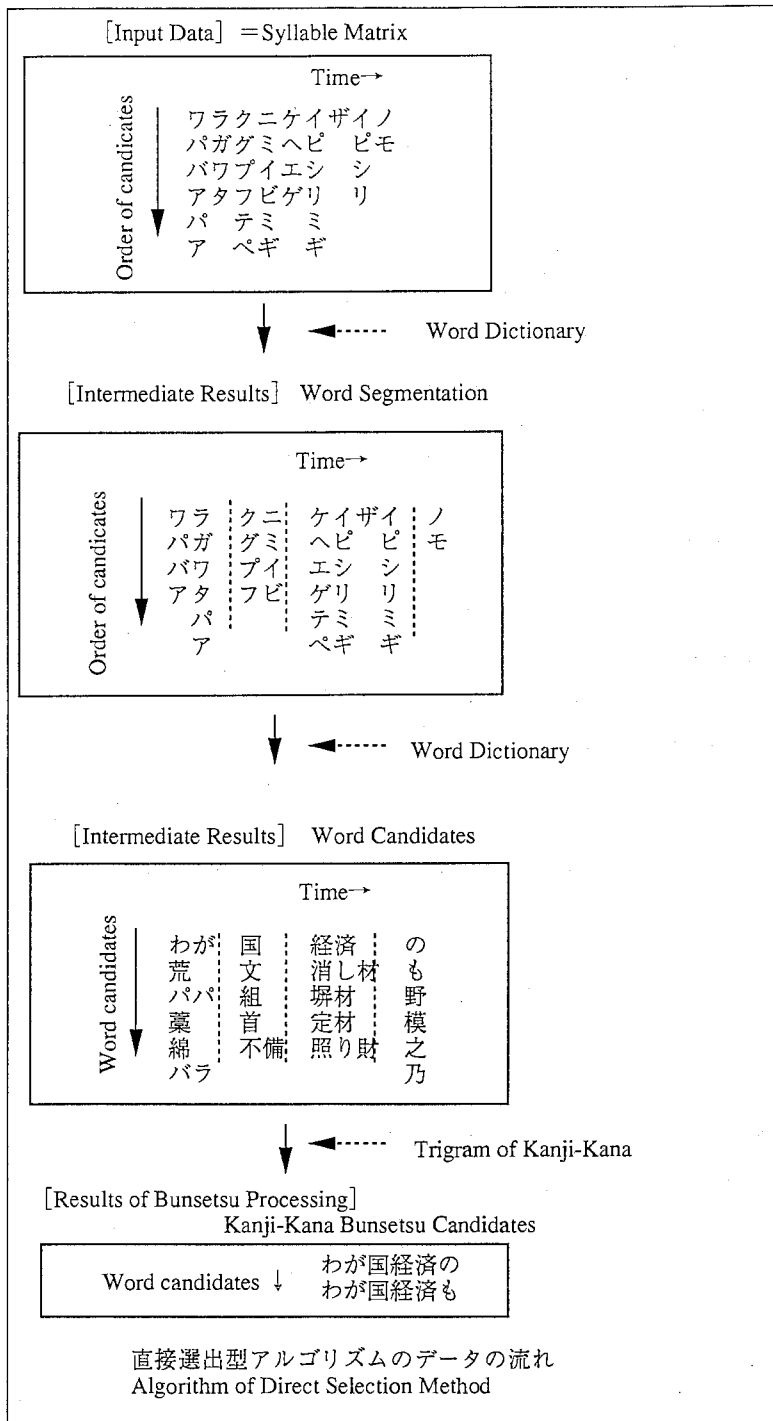 [Input Data] =Syllable Matrix
Time→
Order of candicates
ワラクニケイザイノ
パガグミヘピ ピモ
バワプイエシ シ
アタフビゲリ リ
パ テミ ミ
ア ペギ ギ
Word Dictionary
[Intermediate Results] Word Segmentation
Time→
Order of candicates
ワラ クニ ケイザイ ノ
パガ グミ ヘピ ピ モ
バワ プイ エシ シ
アタ フビ ゲリ リ
パ テミ ミ
ア ペギ ギ
Word Dictionary
[Intermediate Results] Word Candidates
Time→
Word candidates
わが 国 経済 の
荒 文 消し材 も
パパ 組 塀材 野
藁 首 定材 模
綿 不備 照り財 之
バラ 乃
Trigram of Kanji-Kana
[Results of Bunsetsu Processing]
Kanji-Kana Bunsetsu Candidates
Word candidates ↓ わが国経済の
わが国経済も
直接選出型アルゴリズムのデータの流れ
Algorithm of Direct Selection Method